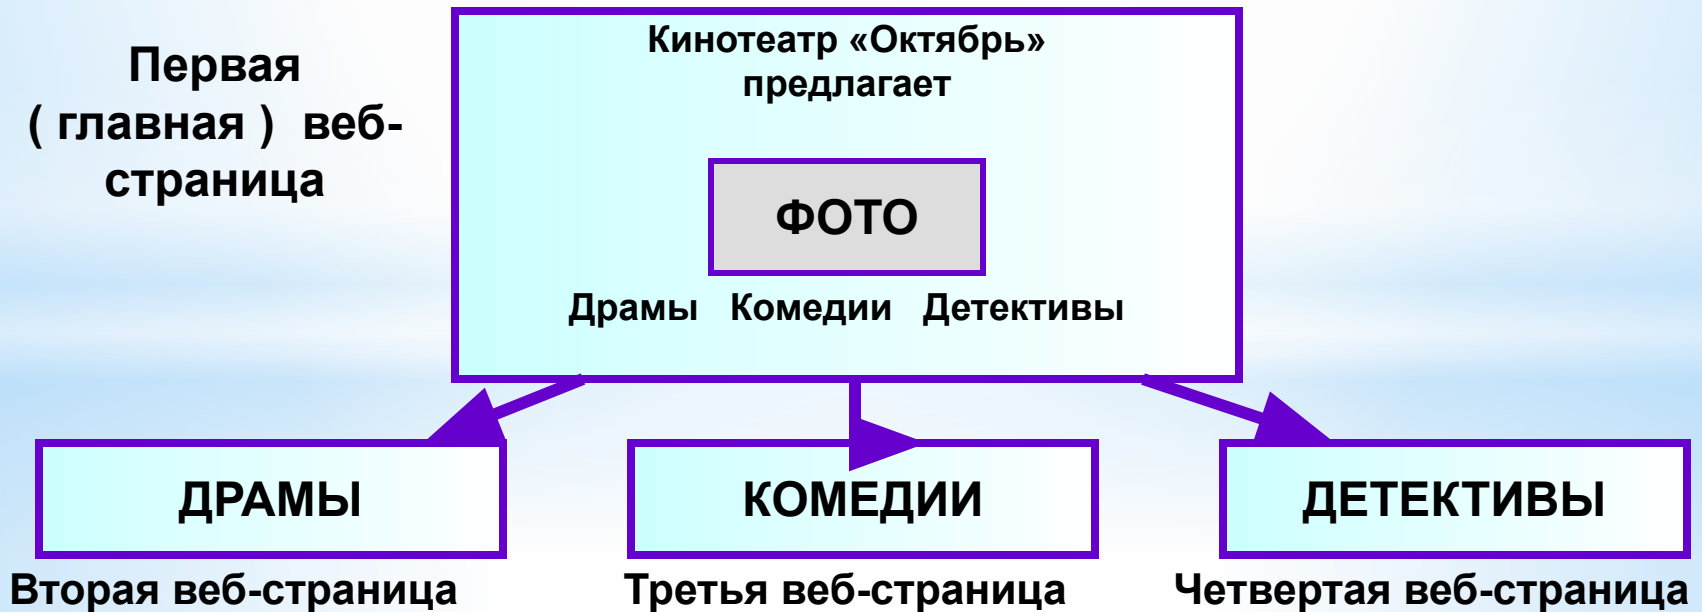 Первая
( главная ) веб-
страница
Кинотеатр «Октябрь»
предлагает
ФОТО
Драмы Комедии Детективы
ДРАМЫ
КОМЕДИИ
ДЕТЕКТИВЫ
Вторая веб-страница
Третья веб-страница
Четвертая веб-страница